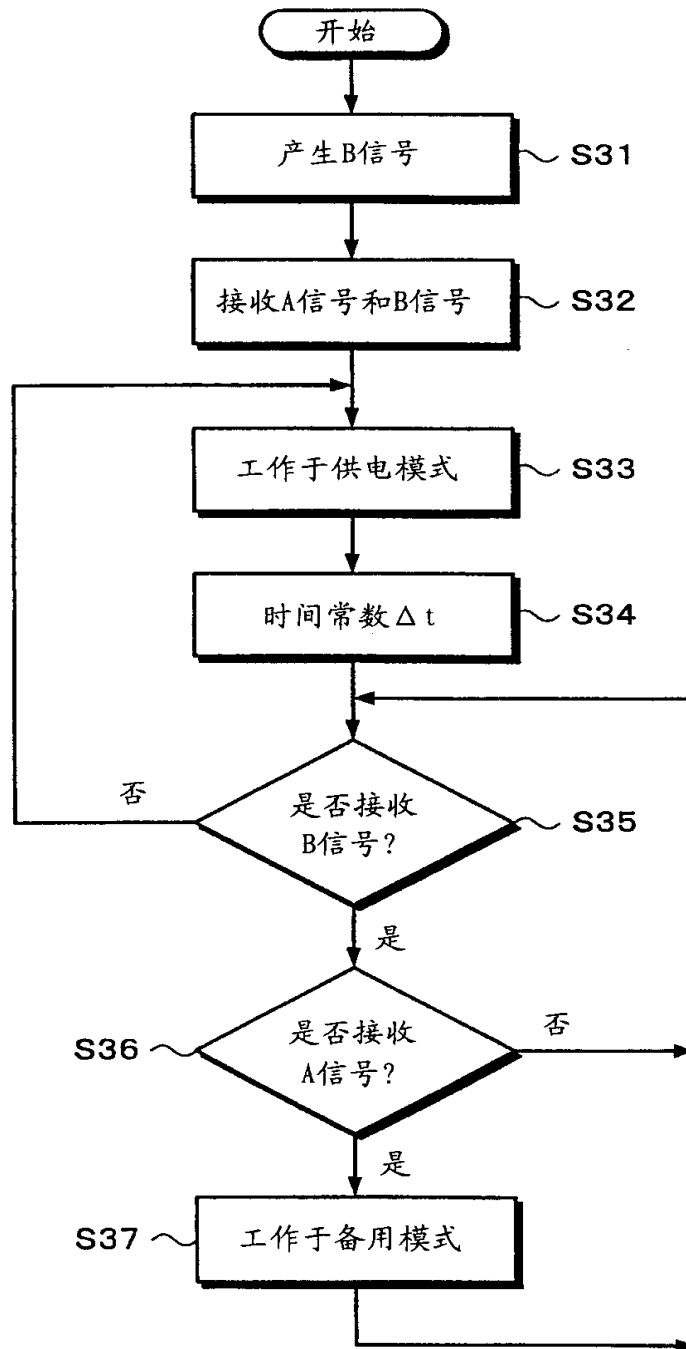 开始
产生B信号
S31
接收A信号和B信号
S32
工作于供电模式
S33
时间常数Δt
S34
否
是否接收
B信号?
S35
是
S36
是否接收
A信号?
否
是
S37
工作于备用模式